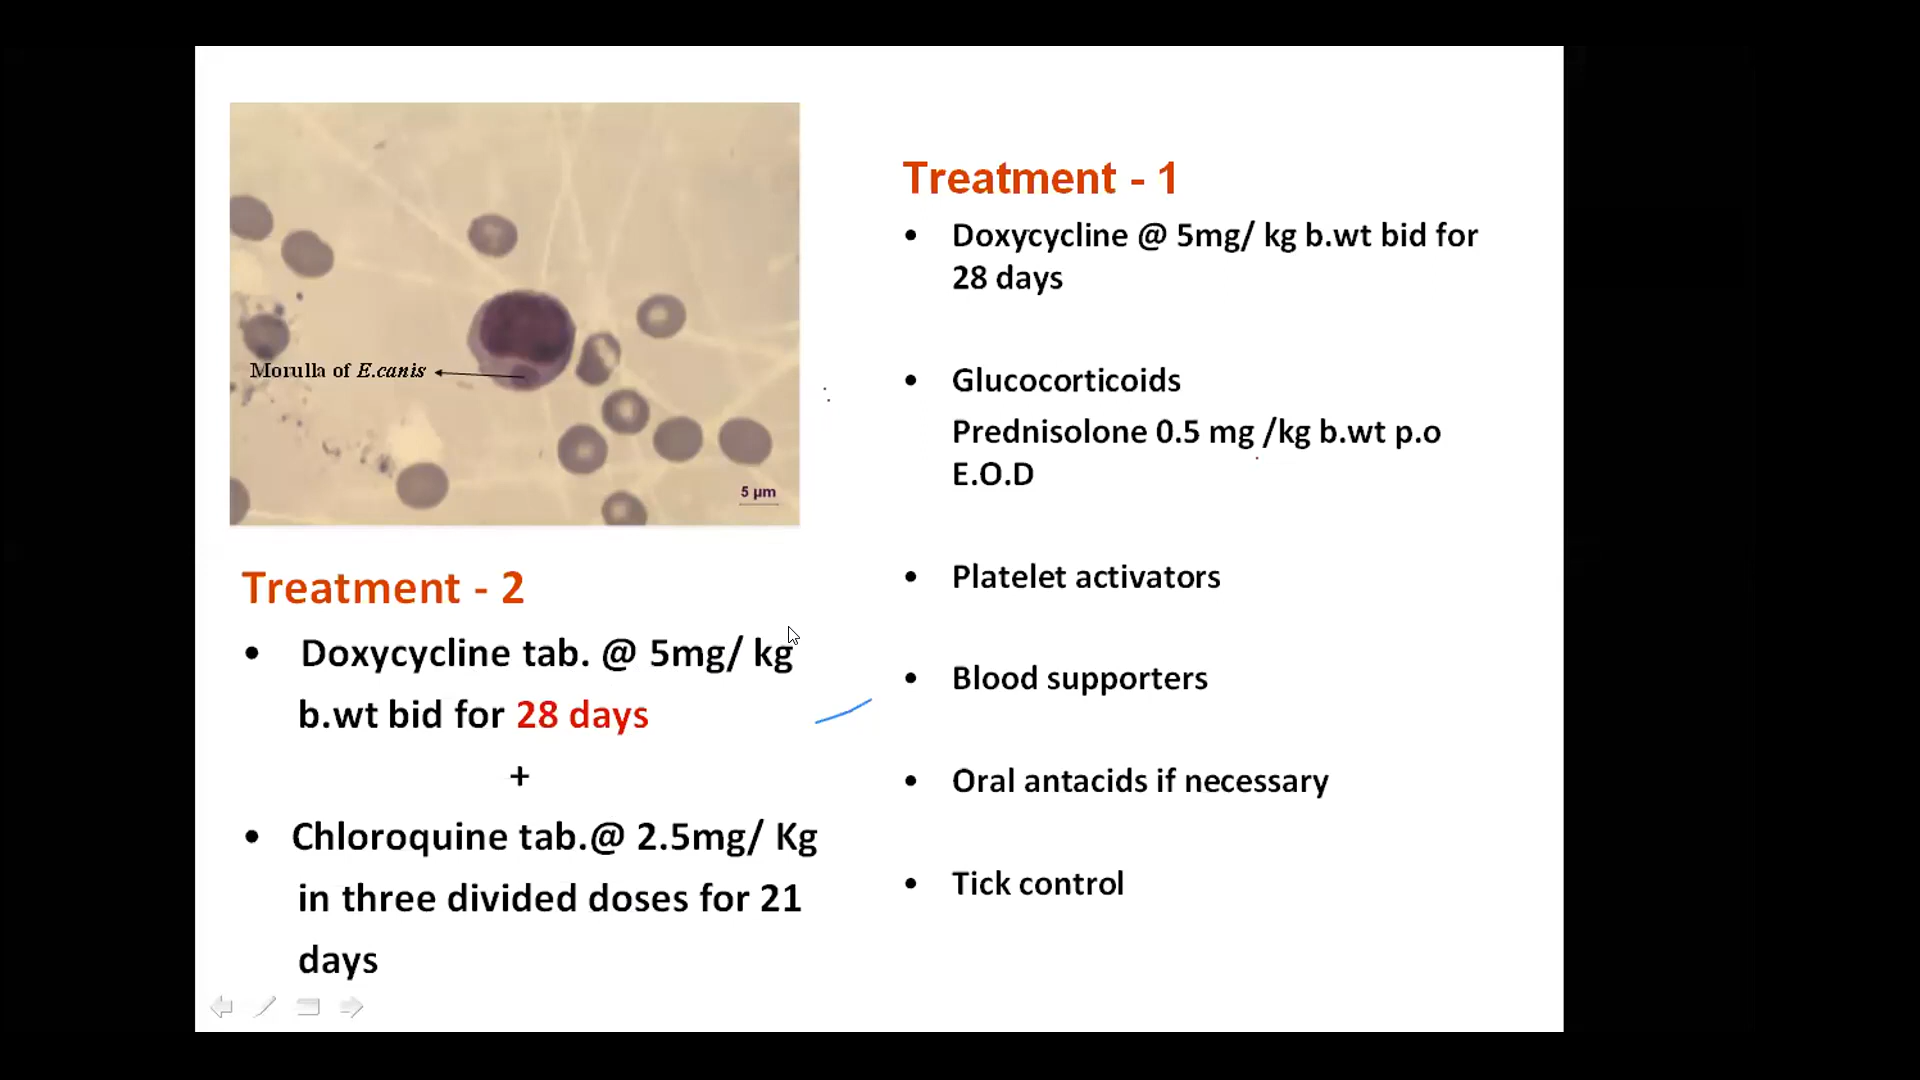 Morulla of E.canis
5 µm
Treatment - 1
• Doxycycline @ 5mg/ kg b.wt bid for
28 days
• Glucocorticoids
Prednisolone 0.5 mg /kg b.wt p.o
E.O.D
• Platelet activators
• Blood supporters
• Oral antacids if necessary
• Tick control
Treatment - 2
• Doxycycline tab. @ 5mg/ kg
b.wt bid for 28 days
+
• Chloroquine tab.@ 2.5mg/ Kg
in three divided doses for 21
days